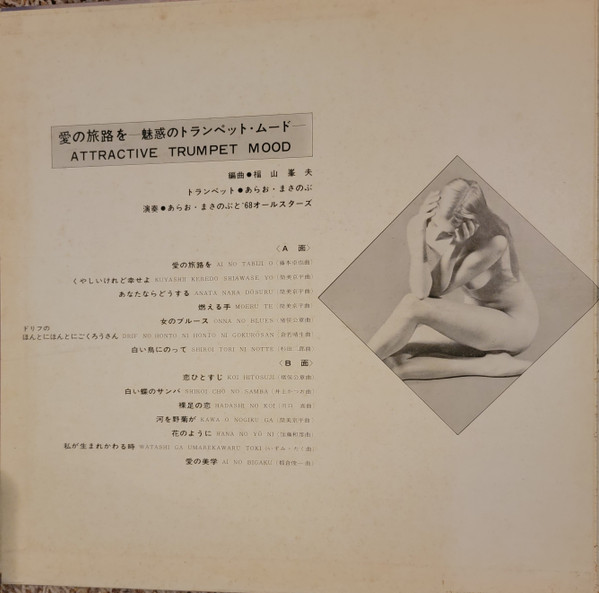 愛の旅路を―魅惑のトランペット・ムード―
ATTRACTIVE TRUMPET MOOD
編曲●福山峯夫
トランペット●あらお・まさのぶ
演奏●あらお・まさのぶと'68オールスターズ
〈A 面〉
愛の旅路を AI NO TABIJI O
くやしいけれど幸せよ KUYASHII KEREDO SHIAWASE YO
あなたならどうする ANATA NARA DŌSURU
燃える手 MOERU TE
女のブルース ONNA NO BLUES
ドリフの
ほんとにほんとにごくろうさん
白い鳥にのって SHIROI TORI NI NOTTE
〈B 面〉
恋ひとすじ KOI HITOSUJI
白い蝶のサンバ SHIROI CHŌ NO SAMBA
裸足の恋 HADASHI NO KOI
河を野菊が KAWA O NOGIKU GA
花のように HANA NO YŌ NI
私が生まれかわる時 WATASHI GA UMAREKAWARU TOKI
愛の美学 AI NO BIGAKU